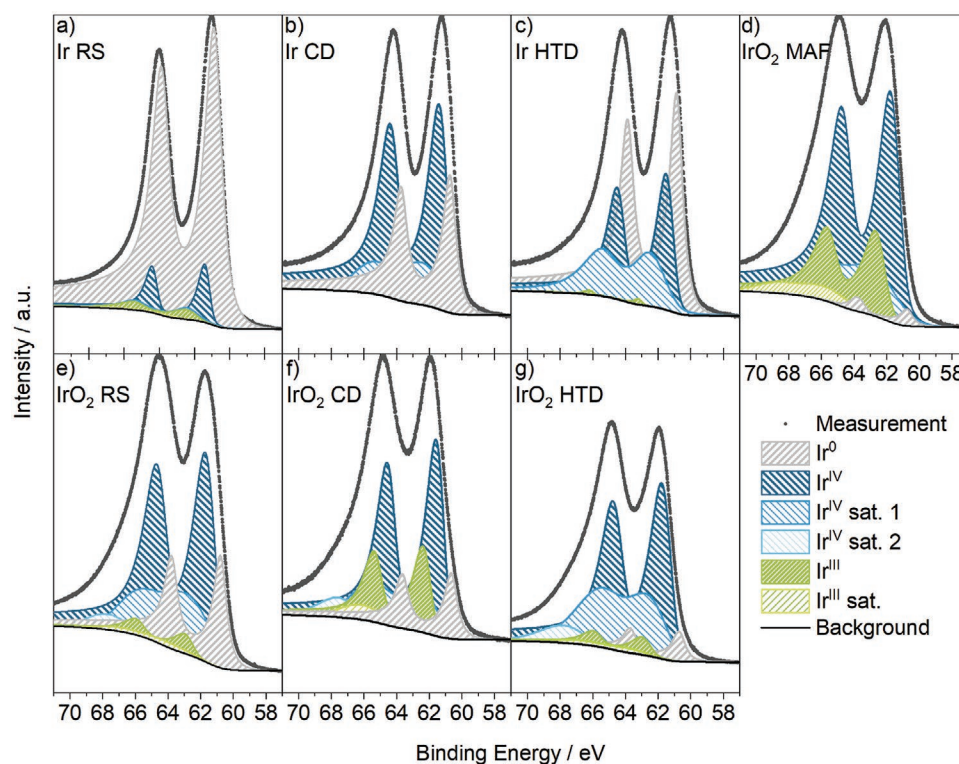 a)
Ir RS
b)
Ir CD
c)
Ir HTD
d)
IrO₂ MAF
70 68 66 64 62 60 58
e)
IrO₂ RS
f)
IrO₂ CD
g)
IrO₂ HTD
Measurement
Ir⁰
Irᴵⱽ
Irᴵⱽ sat. 1
Irᴵⱽ sat. 2
Irᴵᴵᴵ
Irᴵᴵᴵ sat.
Background
70 68 66 64 62 60 58
70 68 66 64 62 60 58
70 68 66 64 62 60 58
Intensity / a.u.
Binding Energy / eV